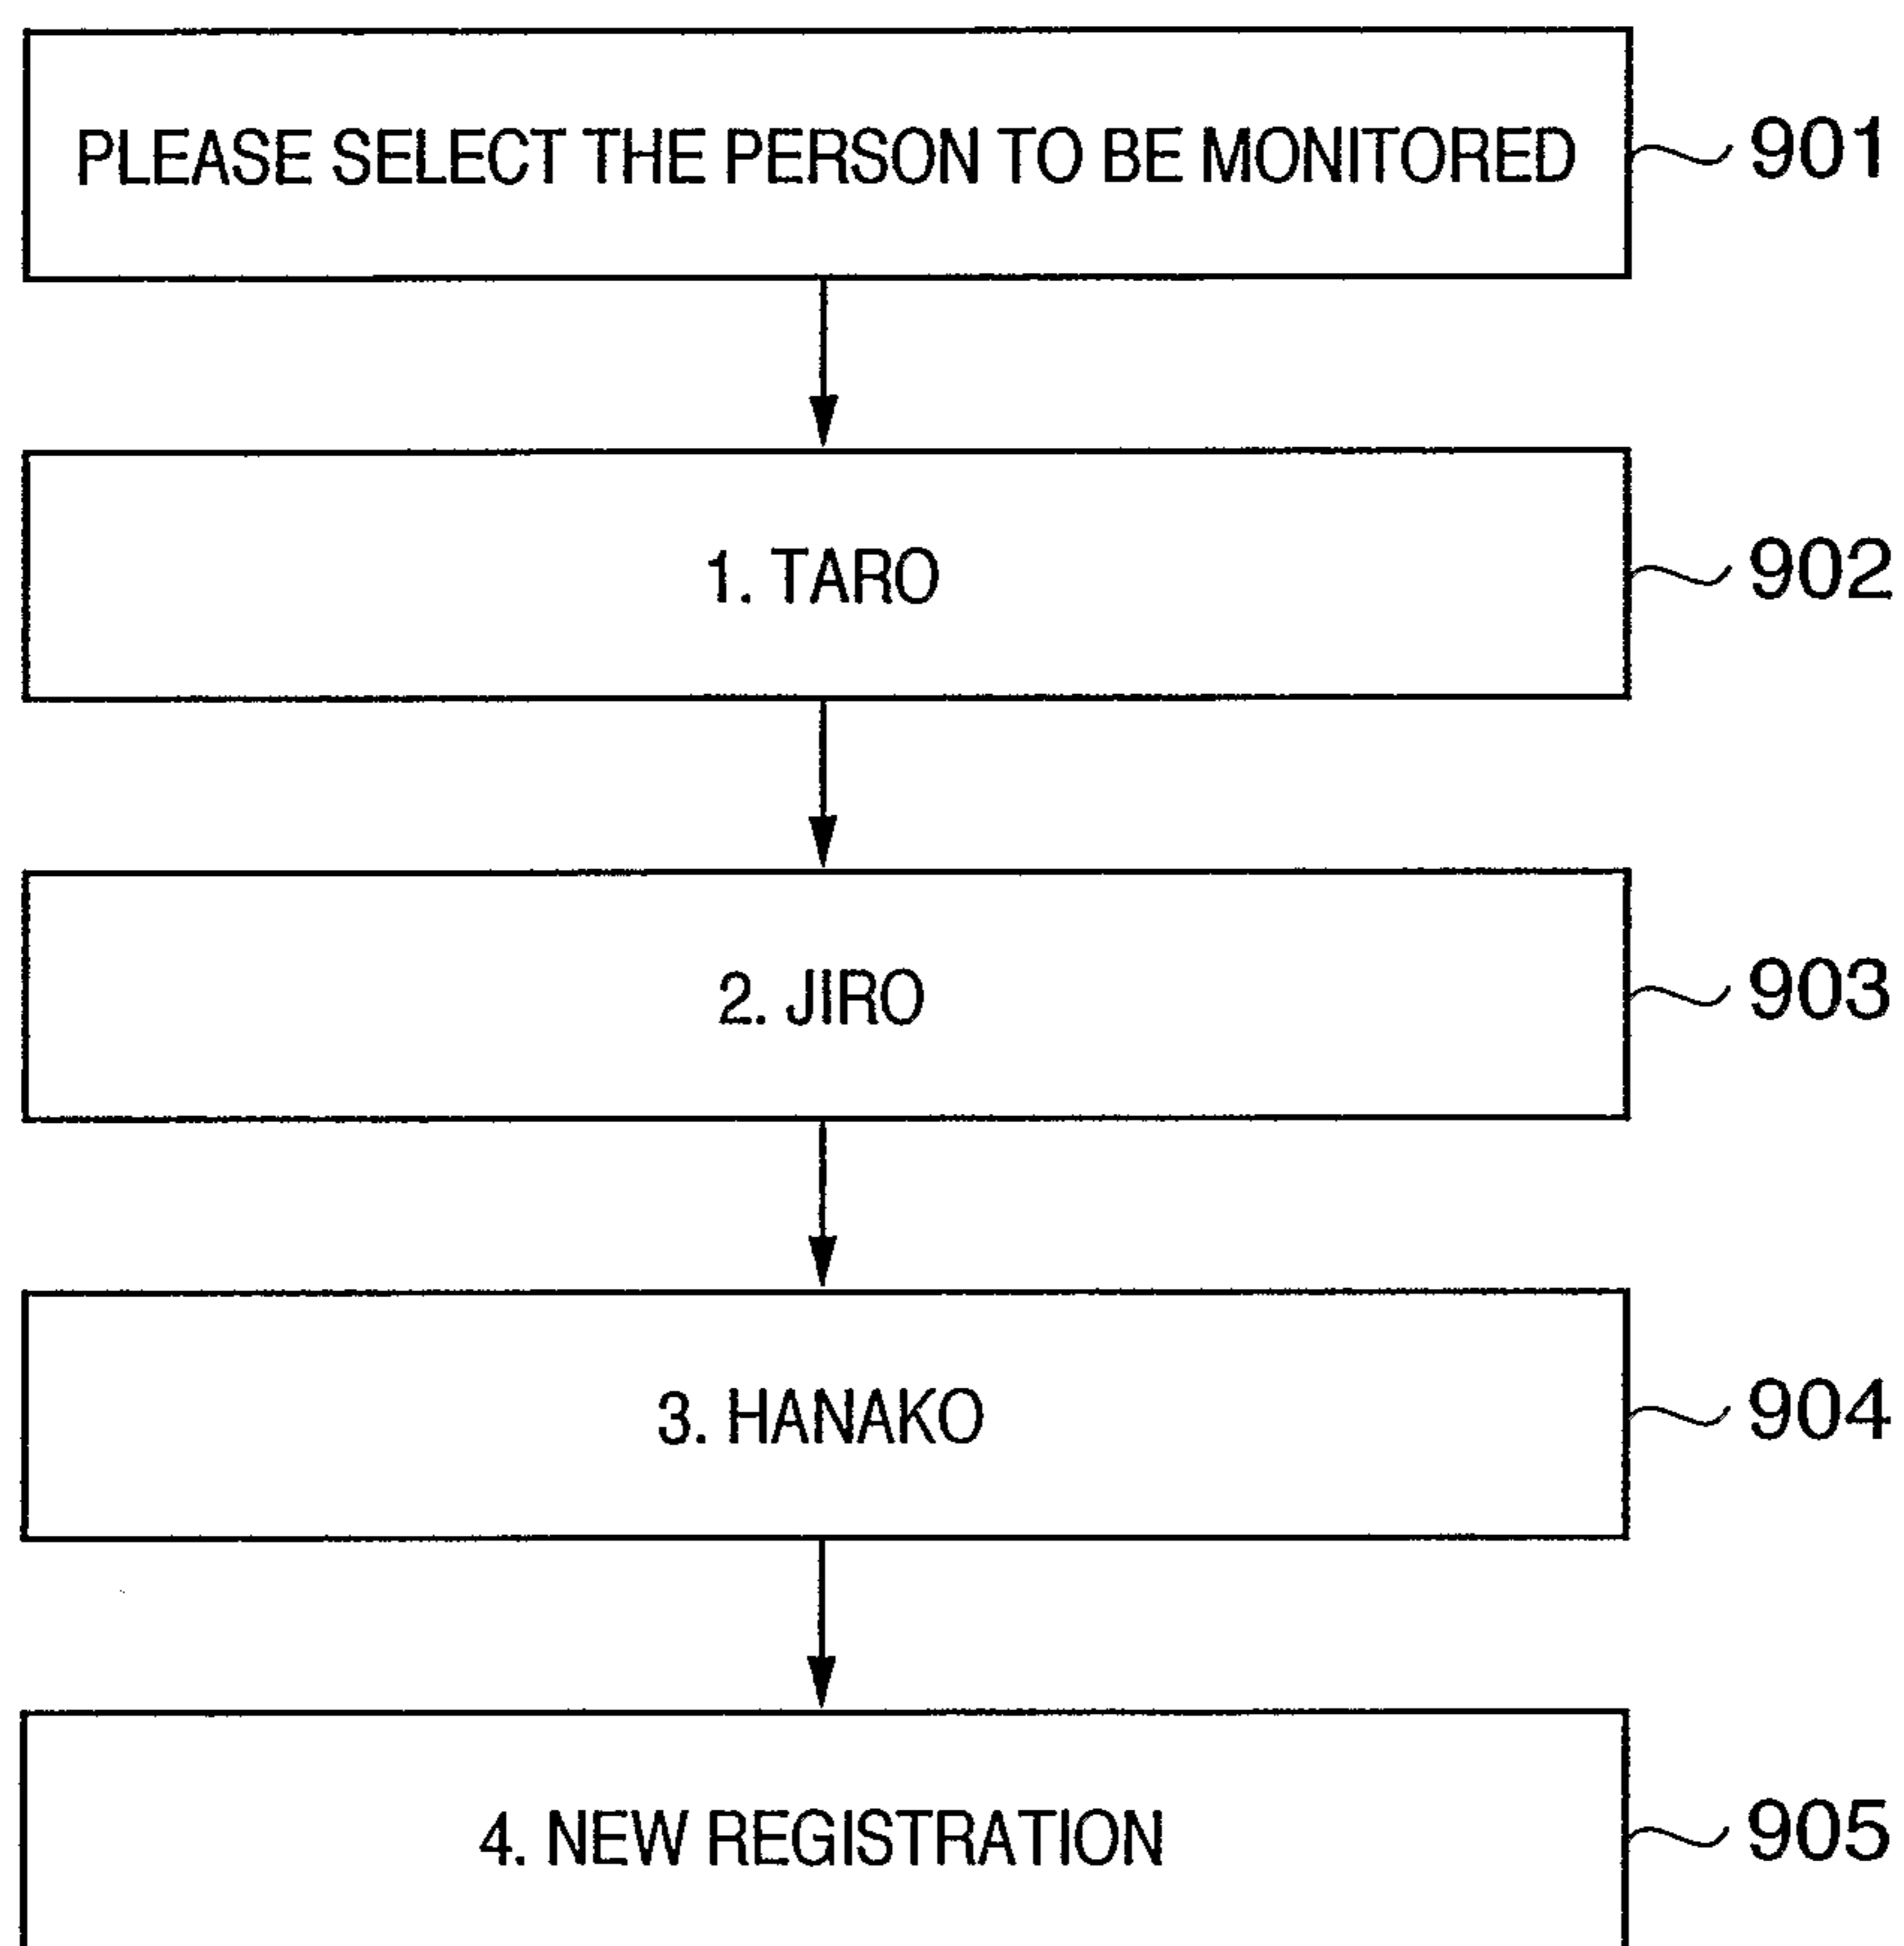 PLEASE SELECT THE PERSON TO BE MONITORED 901
1. TARO 902
2. JIRO 903
3. HANAKO 904
4. NEW REGISTRATION 905